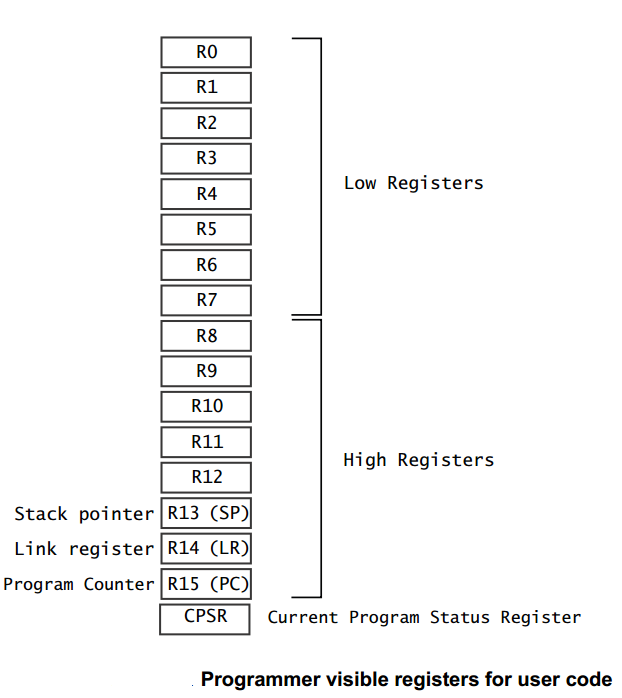 R0
R1
R2
R3
Low Registers
R4
R5
R6
R7
R8
R9
R10
R11
High Registers
R12
Stack pointer R13 (SP)
Link register R14 (LR)
Program Counter R15 (PC)
CPSR Current Program Status Register
Programmer visible registers for user code